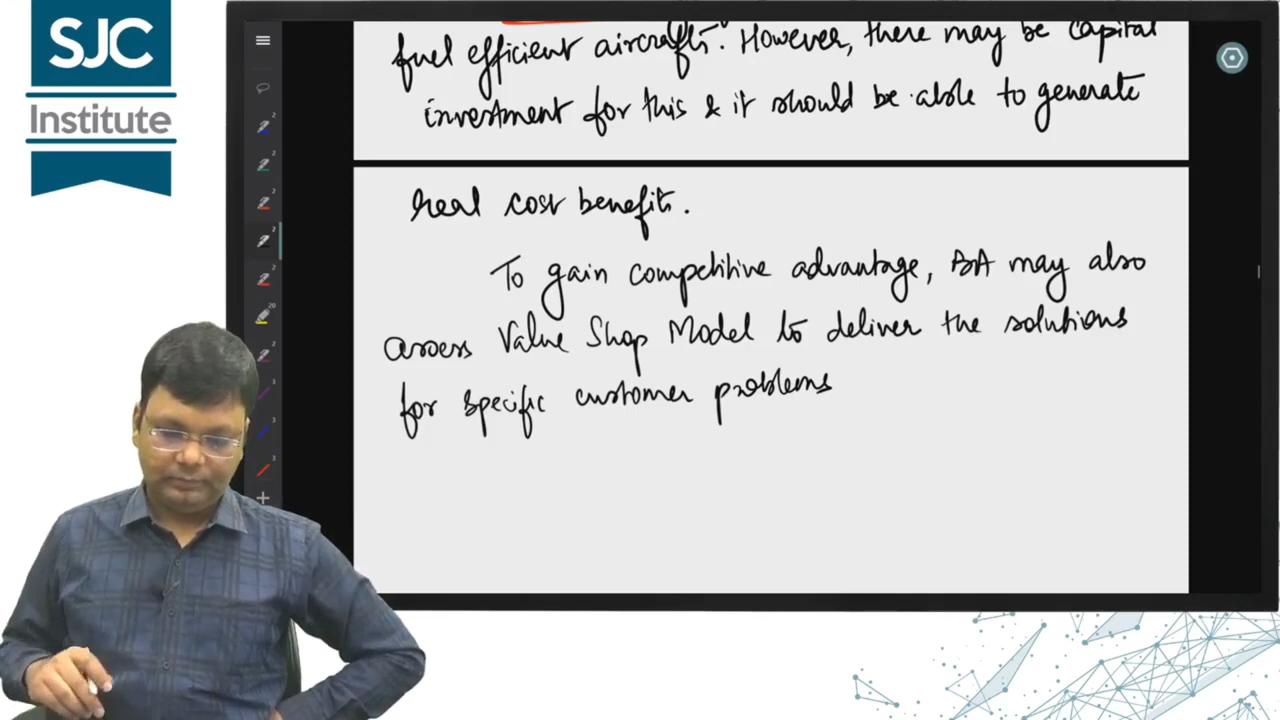 SJC
Institute
fuel efficient aircrafts. However, there may be capital
investment for this & it should be able to generate
real cost benefit.
To gain competitive advantage, BA may also
assess Value Shop Model to deliver the solutions
for specific customer problems